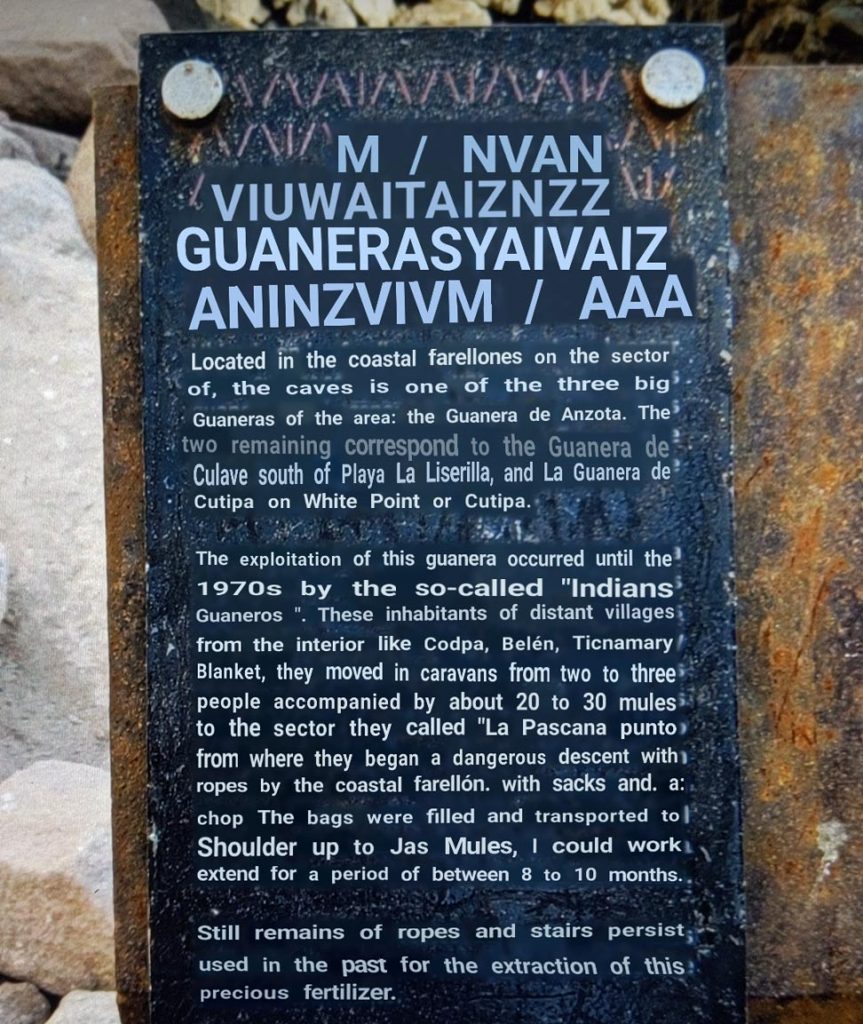 M / NVAN
VIUWAITAIZNZZ
GUANERASYAIVAIZ
ANINZVIVM / AAA
Located in the coastal farellones on the sector
of, the caves is one of the three big
Guaneras of the area: the Guanera de Anzota. The
two remaining correspond to the Guanera de
Culave south of Playa La Liserilla, and La Guanera de
Cutipa on White Point or Cutipa.
The exploitation of this guanera occurred until the
1970s by the so-called "Indians
Guaneros ". These inhabitants of distant villages
from the interior like Codpa, Belén, Ticnamary
Blanket, they moved in caravans from two to three
people accompanied by about 20 to 30 mules
to the sector they called "La Pascana punto
from where they began a dangerous descent with
ropes by the coastal farellón. with sacks and. a:
chop The bags were filled and transported to
Shoulder up to Jas Mules, I could work
extend for a period of between 8 to 10 months.
Still remains of ropes and stairs persist
used in the past for the extraction of this
precious fertilizer.